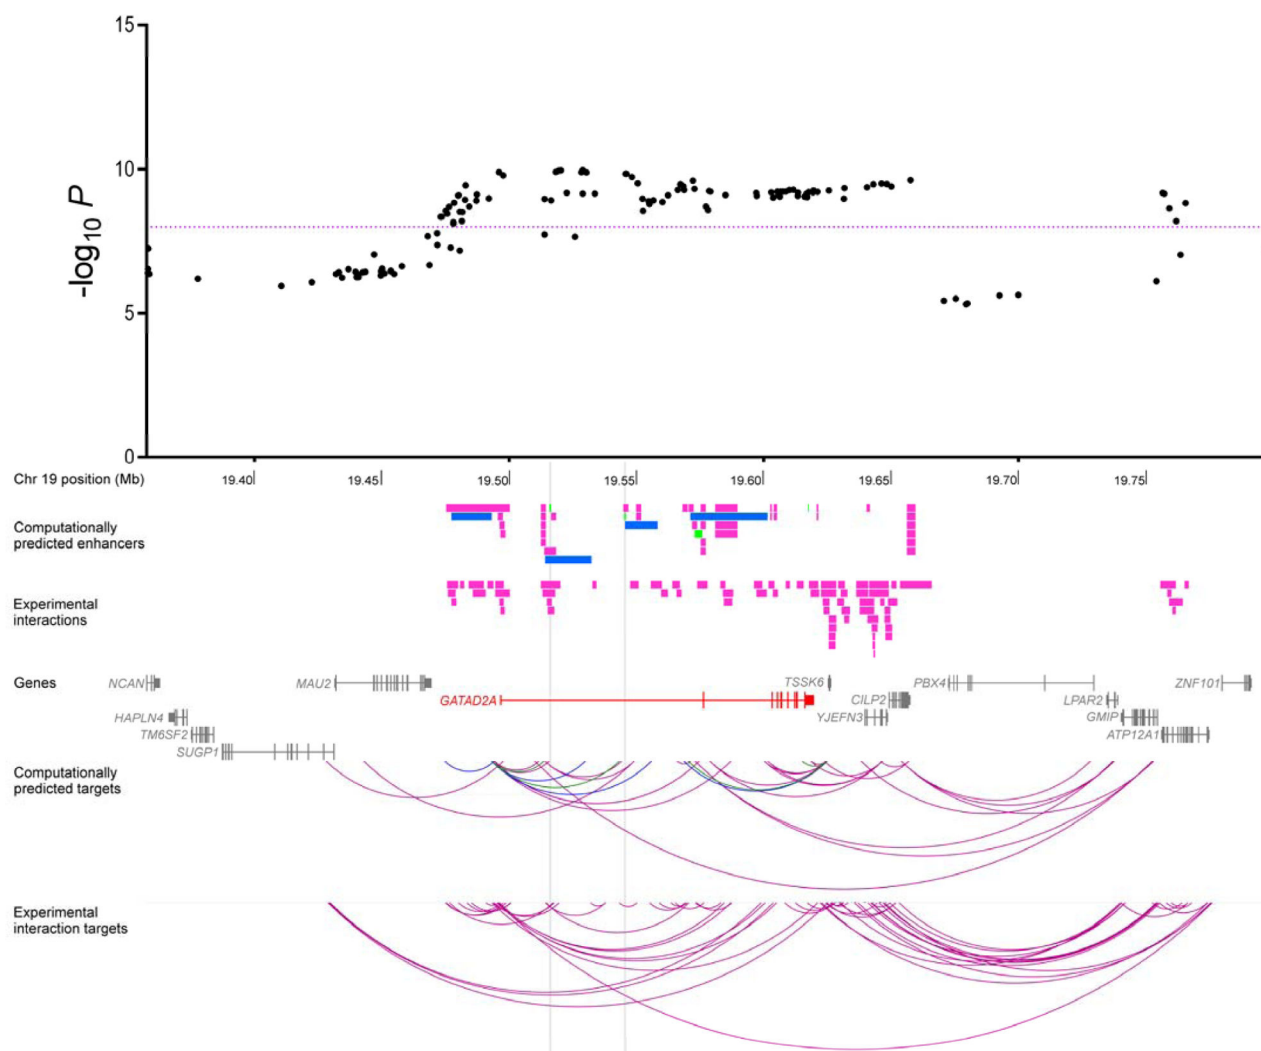 15
10
5
0
-log10 P
Chr 19 position (Mb)
19.40 19.45 19.50 19.55 19.60 19.65 19.70 19.75
Computationally
predicted enhancers
Experimental
interactions
Genes
NCAN MAU2 TSSK6 PBX4 ZNF101
GATAD2A CILP2 LPAR2
HAPLN4 YJEFN3 GMIP
TM6SF2 ATP12A1
SUGP1
Computationally
predicted targets
Experimental
interaction targets